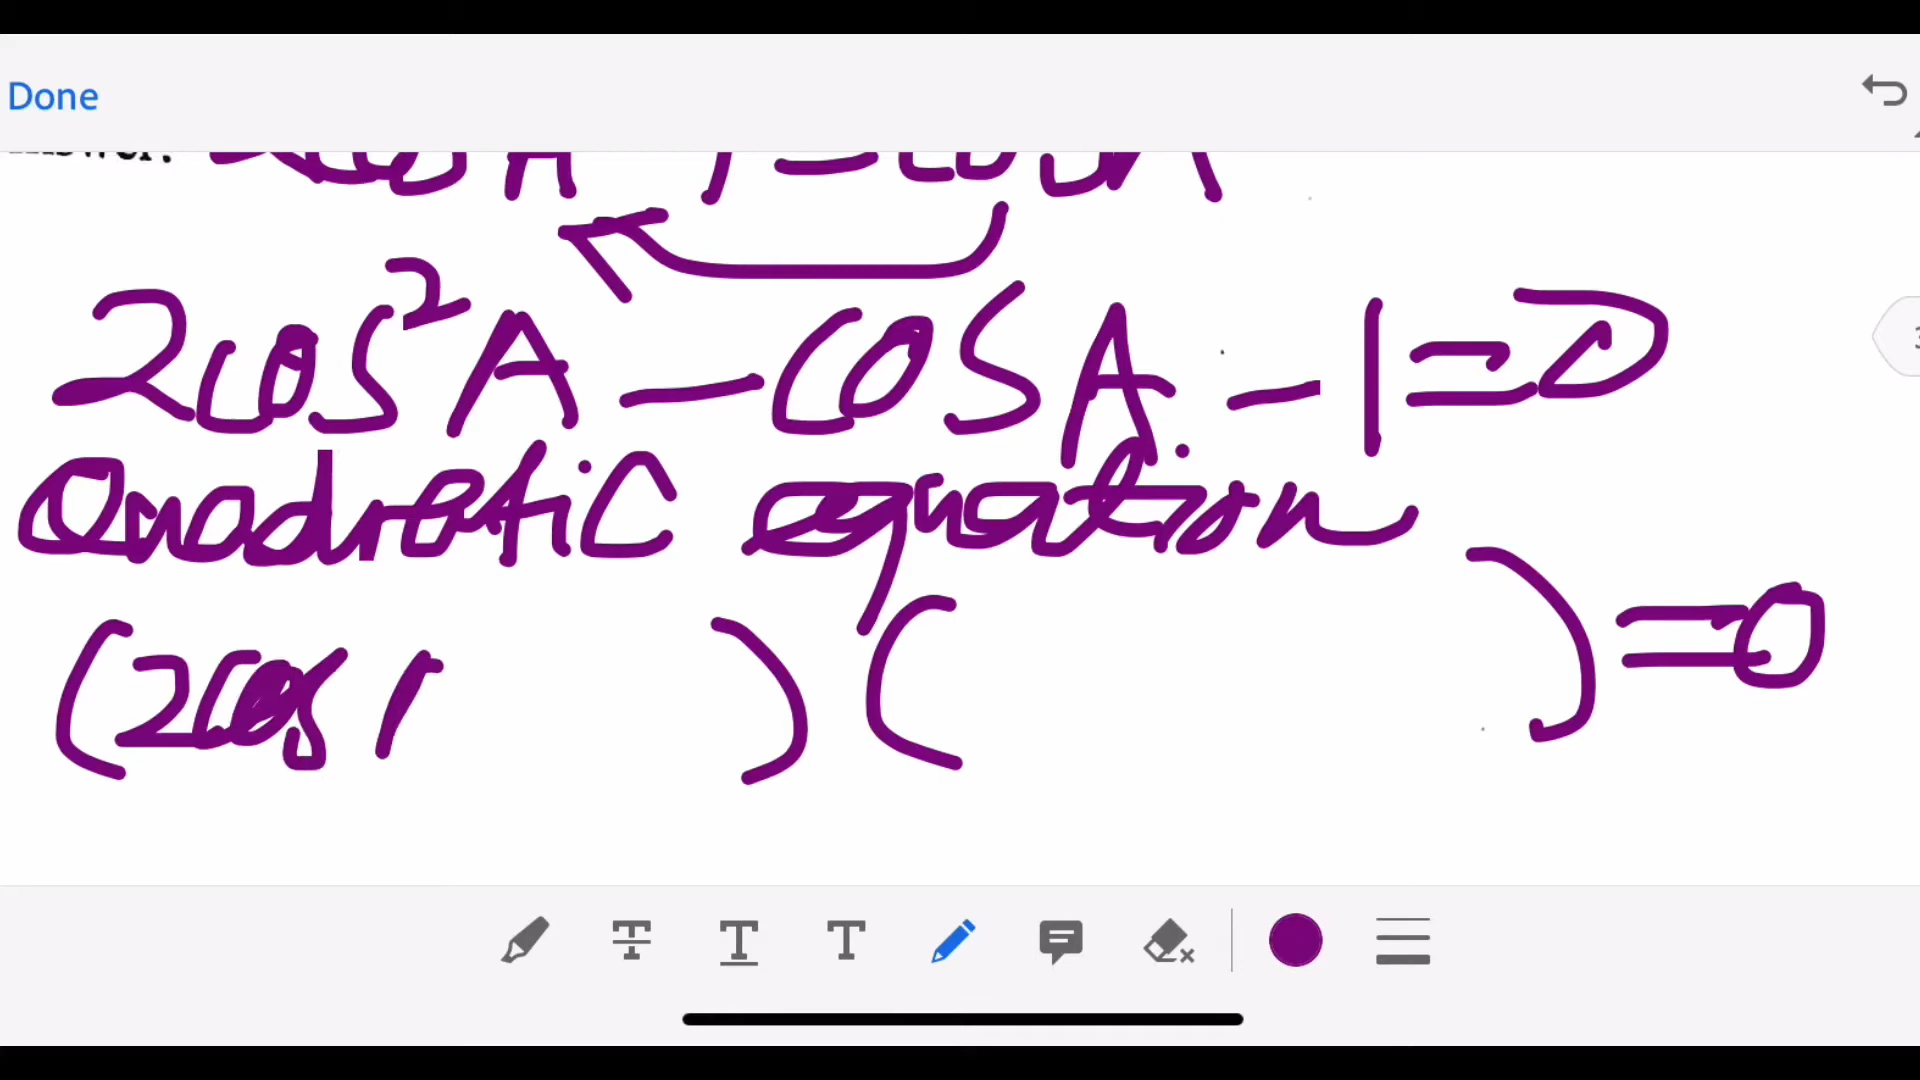 Done
2cos²A - cosA - 1 = 0
Quadratic equation
(2cos )( ) = 0